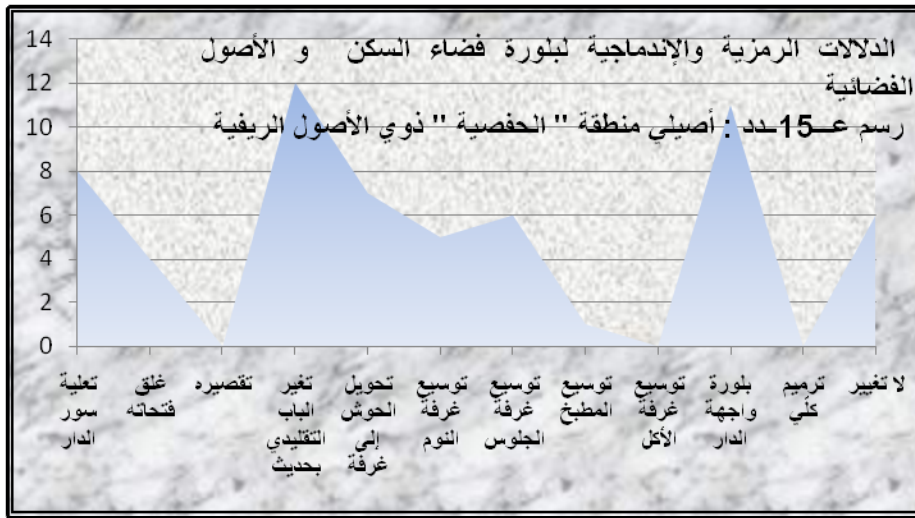 الدلالات الرمزية والإندماجية لبلورة فضاء السكن و الأصول
الفضائية
رسم عـــ15ــدد : أصيلي منطقة " الحفصية " ذوي الأصول الريفية
14
12
10
8
6
4
2
0
تعلية
سور
الدار
غلق
فتحاته
تقصيره
تغير
الباب
التقليدي
بحديث
تحويل
الحوش
إلى
غرفة
توسيع
غرفة
النوم
توسيع
غرفة
الجلوس
توسيع
المطبخ
توسيع
غرفة
الأكل
بلورة
واجهة
الدار
ترميم
كلّي
لا تغيير